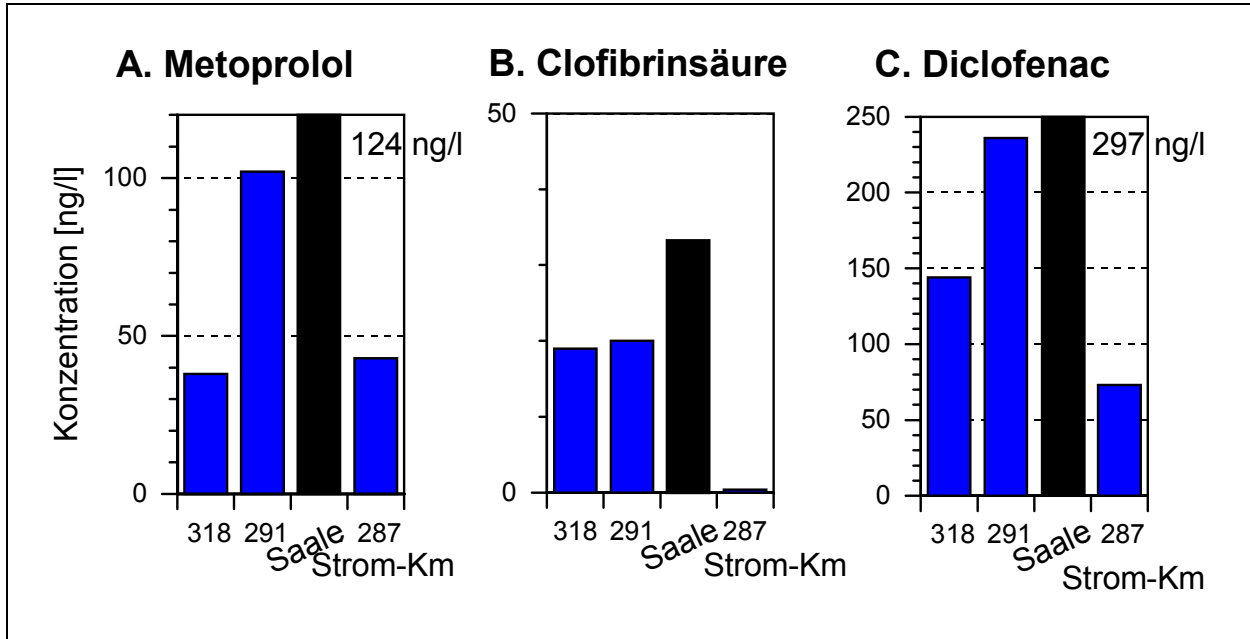 A. Metoprolol
B. Clofibrinsäure
C. Diclofenac
Konzentration [ng/l]
100
50
0
124 ng/l
318 291 Saale 287
Strom-Km
50
0
318 291 Saale 287
Strom-Km
250
200
150
100
50
0
297 ng/l
318 291 Saale 287
Strom-Km